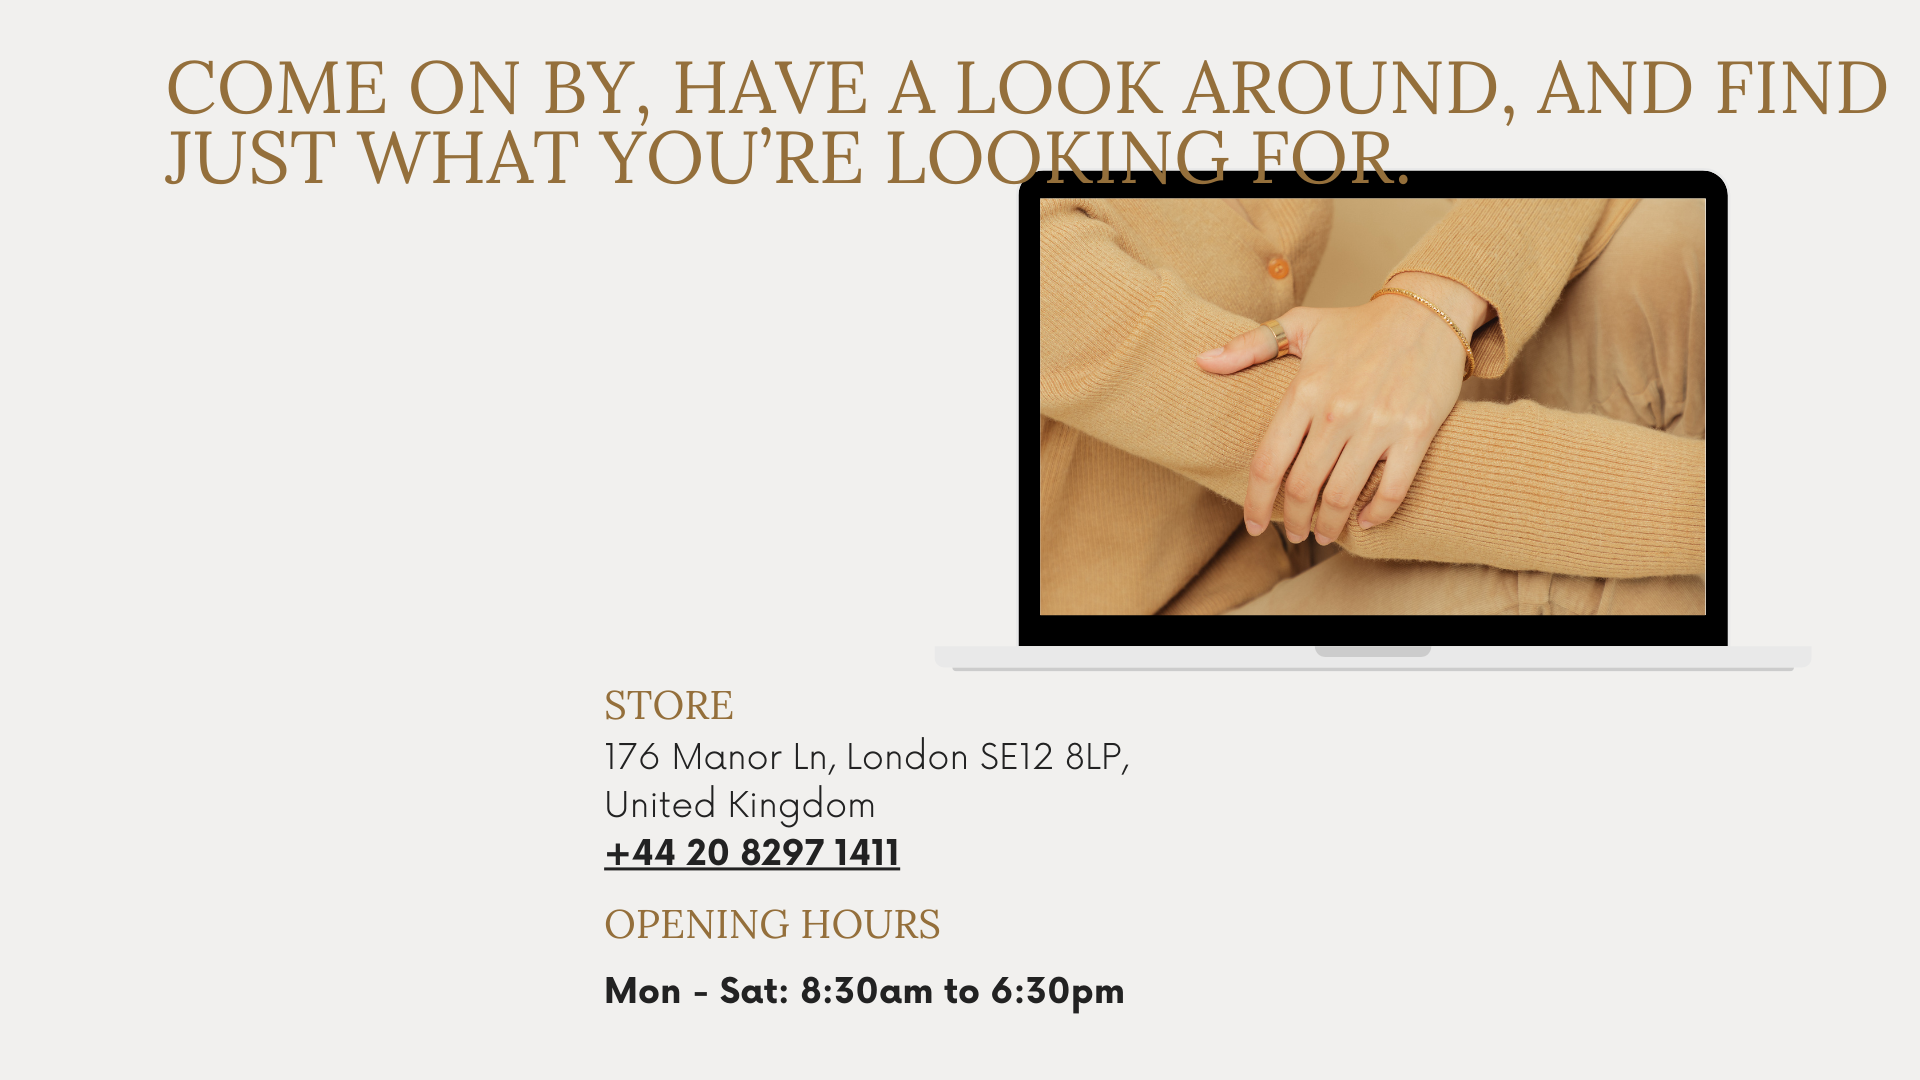 COME ON BY, HAVE A LOOK AROUND, AND FIND
JUST WHAT YOU’RE LOOKING FOR.
STORE
176 Manor Ln, London SE12 8LP,
United Kingdom
+44 20 8297 1411
OPENING HOURS
Mon - Sat: 8:30am to 6:30pm